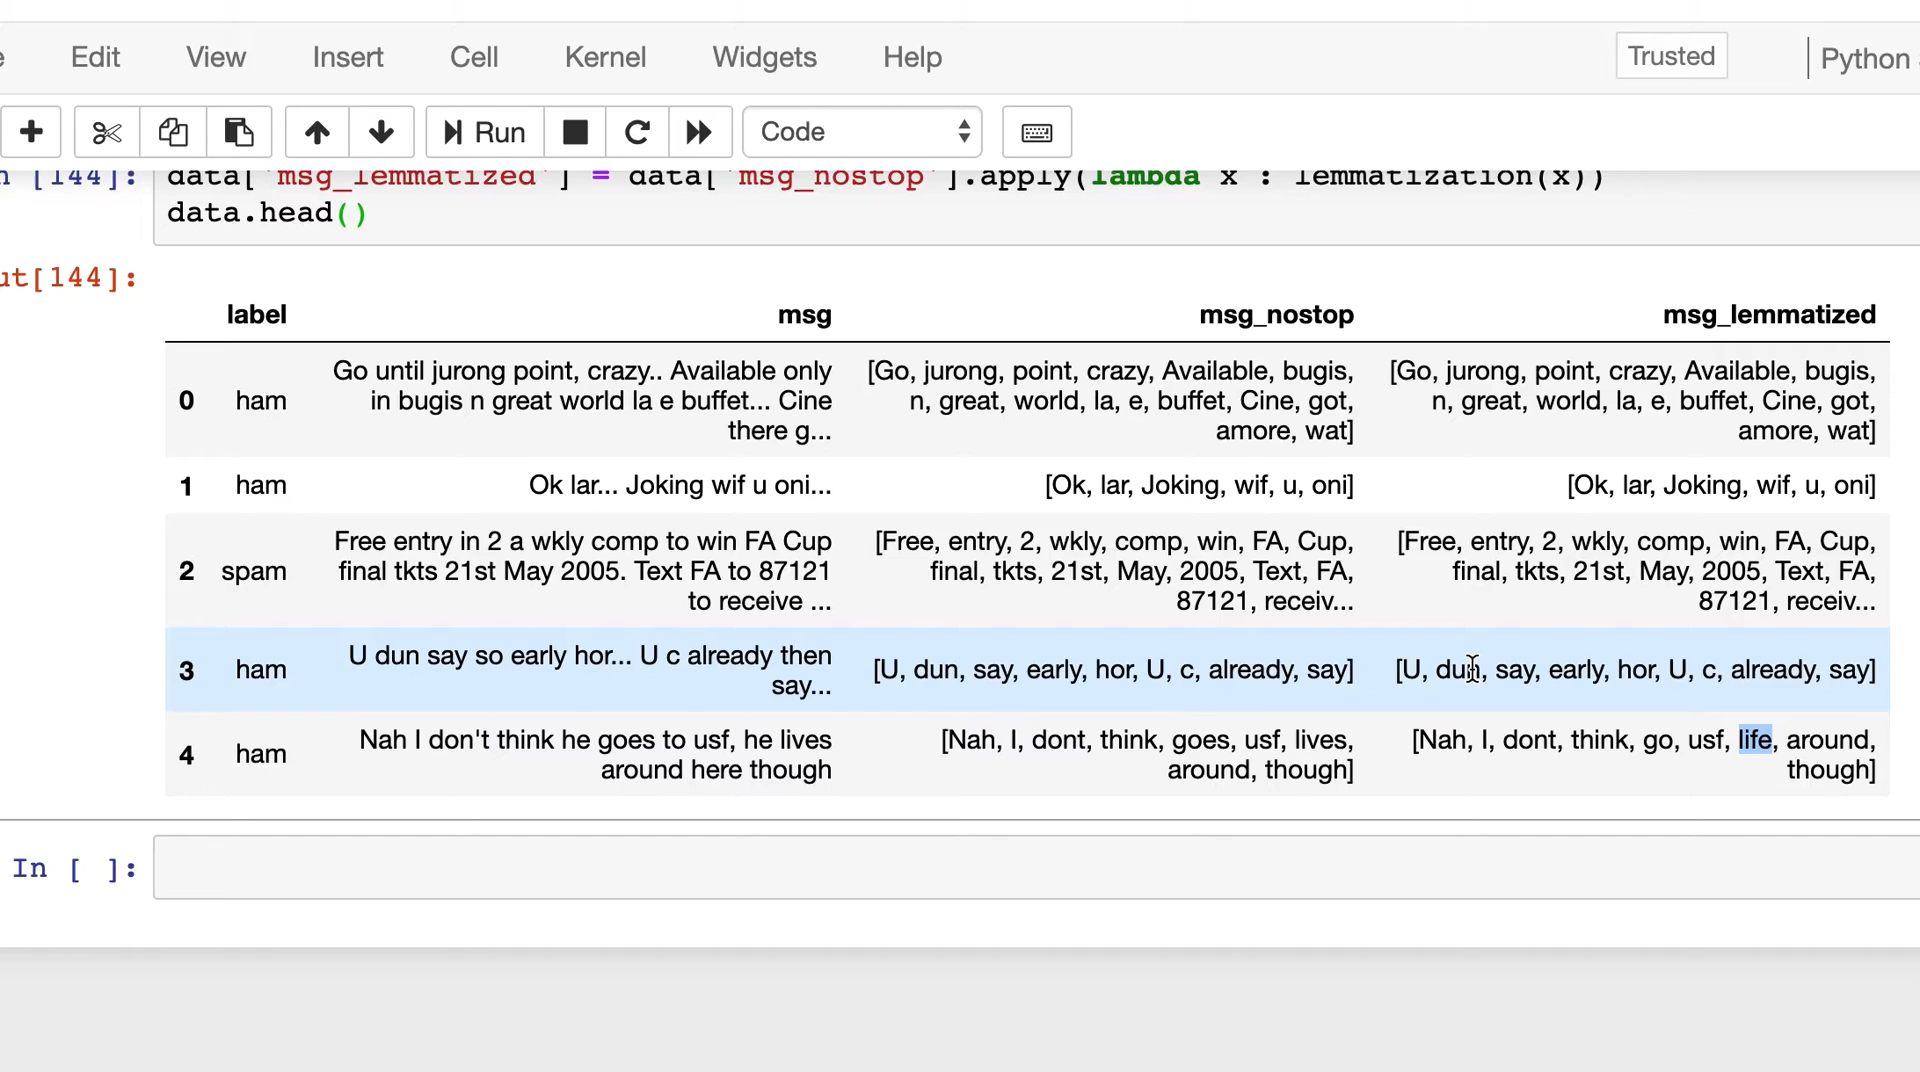 Edit View Insert Cell Kernel Widgets Help Trusted Python
Run Code
[144]: data['msg_lemmatized'] = data['msg_nostop'].apply(lambda x : lemmatization(x))
data.head()
ut[144]:
label msg msg_nostop msg_lemmatized
0 ham Go until jurong point, crazy.. Available only in bugis n great world la e buffet... Cine there g... [Go, jurong, point, crazy, Available, bugis, n, great, world, la, e, buffet, Cine, got, amore, wat] [Go, jurong, point, crazy, Available, bugis, n, great, world, la, e, buffet, Cine, got, amore, wat]
1 ham Ok lar... Joking wif u oni... [Ok, lar, Joking, wif, u, oni] [Ok, lar, Joking, wif, u, oni]
2 spam Free entry in 2 a wkly comp to win FA Cup final tkts 21st May 2005. Text FA to 87121 to receive ... [Free, entry, 2, wkly, comp, win, FA, Cup, final, tkts, 21st, May, 2005, Text, FA, 87121, receiv... [Free, entry, 2, wkly, comp, win, FA, Cup, final, tkts, 21st, May, 2005, Text, FA, 87121, receiv...
3 ham U dun say so early hor... U c already then say... [U, dun, say, early, hor, U, c, already, say] [U, dun, say, early, hor, U, c, already, say]
4 ham Nah I don't think he goes to usf, he lives around here though [Nah, I, dont, think, goes, usf, lives, around, though] [Nah, I, dont, think, go, usf, life, around, though]
In [ ]: